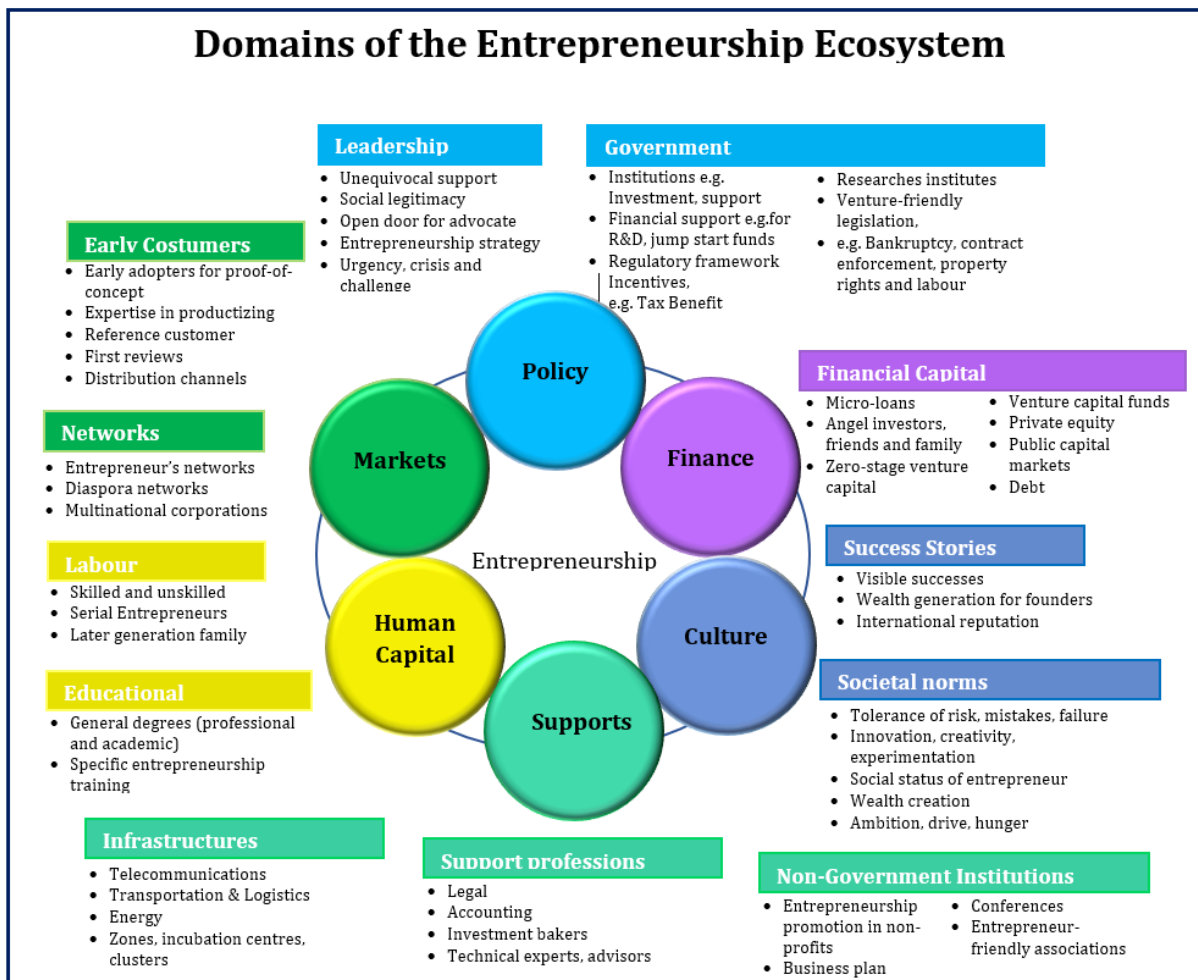 Domains of the Entrepreneurship Ecosystem
Leadership
• Unequivocal support
• Social legitimacy
• Open door for advocate
• Entrepreneurship strategy
• Urgency, crisis and
challenge
Government
• Institutions e.g.
Investment, support
• Financial support e.g.for
R&D, jump start funds
• Regulatory framework
Incentives,
e.g. Tax Benefit
• Researches institutes
• Venture-friendly
legislation,
• e.g. Bankruptcy, contract
enforcement, property
rights and labour
Early Costumers
• Early adopters for proof-of-
concept
• Expertise in productizing
• Reference customer
• First reviews
• Distribution channels
Networks
• Entrepreneur's networks
• Diaspora networks
• Multinational corporations
Labour
• Skilled and unskilled
• Serial Entrepreneurs
• Later generation family
Educational
• General degrees (professional
and academic)
• Specific entrepreneurship
training
Policy
Markets
Finance
Entrepreneurship
Human
Capital
Culture
Supports
Financial Capital
• Micro-loans
• Angel investors,
friends and family
• Zero-stage venture
capital
• Venture capital funds
• Private equity
• Public capital
markets
• Debt
Success Stories
• Visible successes
• Wealth generation for founders
• International reputation
Societal norms
• Tolerance of risk, mistakes, failure
• Innovation, creativity,
experimentation
• Social status of entrepreneur
• Wealth creation
• Ambition, drive, hunger
Infrastructures
• Telecommunications
• Transportation & Logistics
• Energy
• Zones, incubation centres,
clusters
Support professions
• Legal
• Accounting
• Investment bakers
• Technical experts, advisors
Non-Government Institutions
• Entrepreneurship
promotion in non-
profits
• Business plan
• Conferences
• Entrepreneur-
friendly associations